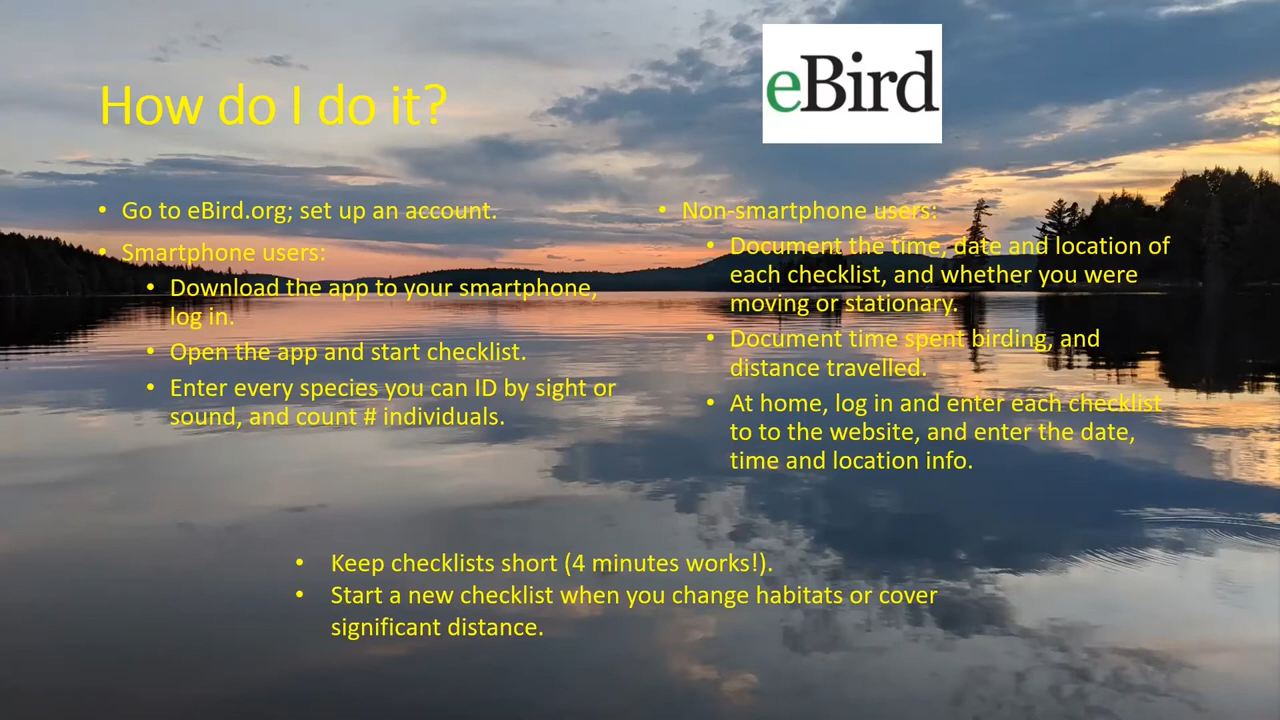 eBird
How do I do it?
• Go to eBird.org; set up an account.
• Smartphone users:
• Download the app to your smartphone,
log in.
• Open the app and start checklist.
• Enter every species you can ID by sight or
sound, and count # individuals.
• Non-smartphone users:
• Document the time, date and location of
each checklist, and whether you were
moving or stationary.
• Document time spent birding, and
distance travelled.
• At home, log in and enter each checklist
to to the website, and enter the date,
time and location info.
• Keep checklists short (4 minutes works!).
• Start a new checklist when you change habitats or cover
significant distance.